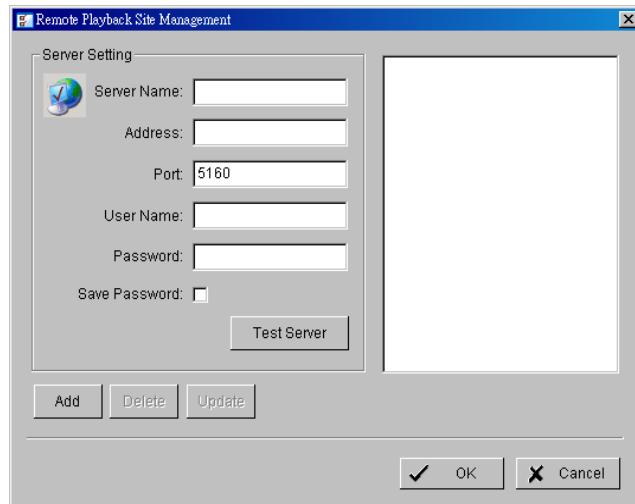 Remote Playback Site Management
Server Setting
Server Name:
Address:
Port: 5160
User Name:
Password:
Save Password:
Test Server
Add Delete Update
OK Cancel